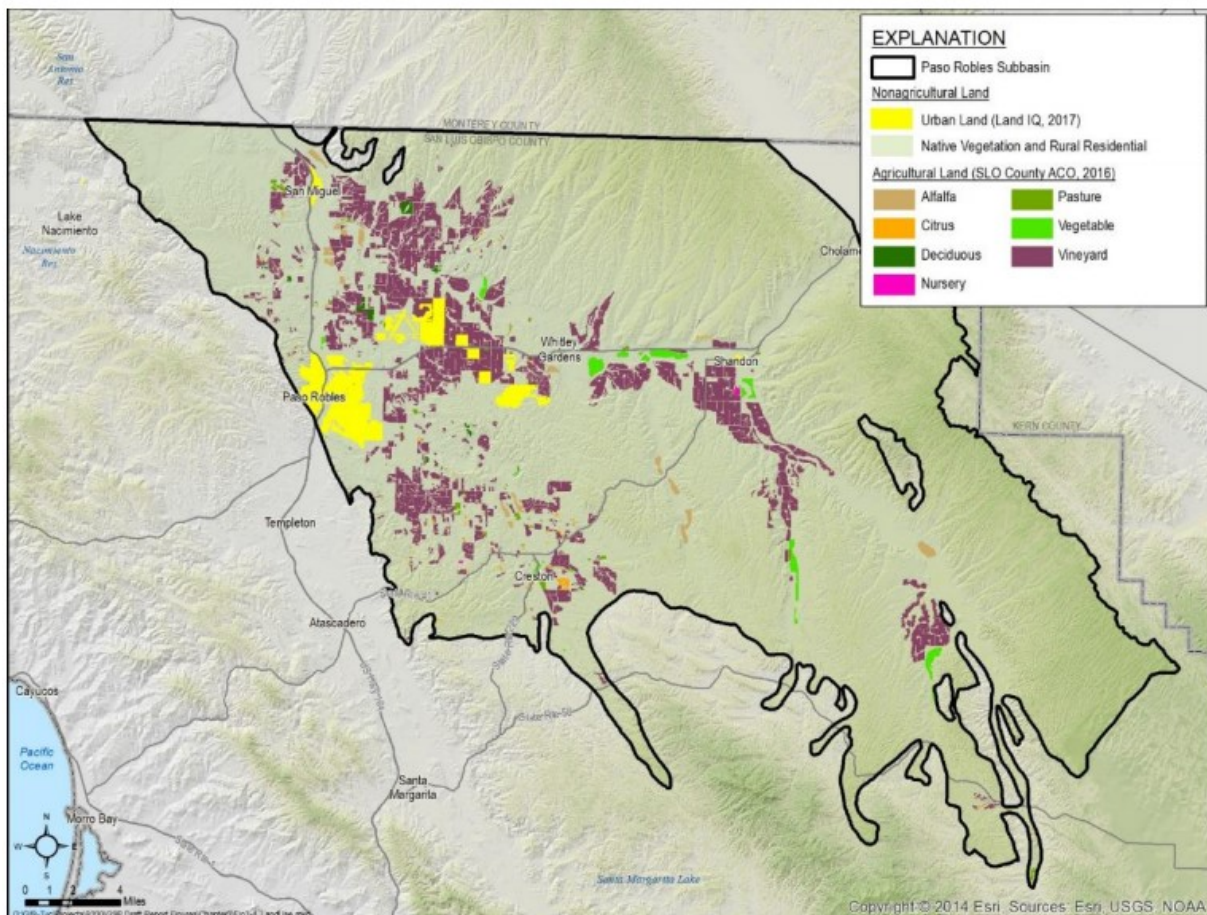 EXPLANATION
Paso Robles Subbasin
Nonagricultural Land
Urban Land (Land IQ, 2017)
Native Vegetation and Rural Residential
Agricultural Land (SLO County ACO, 2016)
Alfalfa
Pasture
Citrus
Vegetable
Deciduous
Vineyard
Nursery
San
Antonio
Res.
MONTEREY COUNTY
SAN LUIS OBISPO COUNTY
San Miguel
Lake
Nacimiento
Nacimiento
Res.
Cholame
Whitley
Gardens
Shandon
Paso Robles
KERN COUNTY
Templeton
Creston
Atascadero
Cayucos
Pacific
Ocean
Santa
Margarita
Morro Bay
Santa Margarita Lake
N
W
E
S
0 1 2 4
Miles
Copyright © 2014 Esri, Sources: Esri, USGS, NOAA